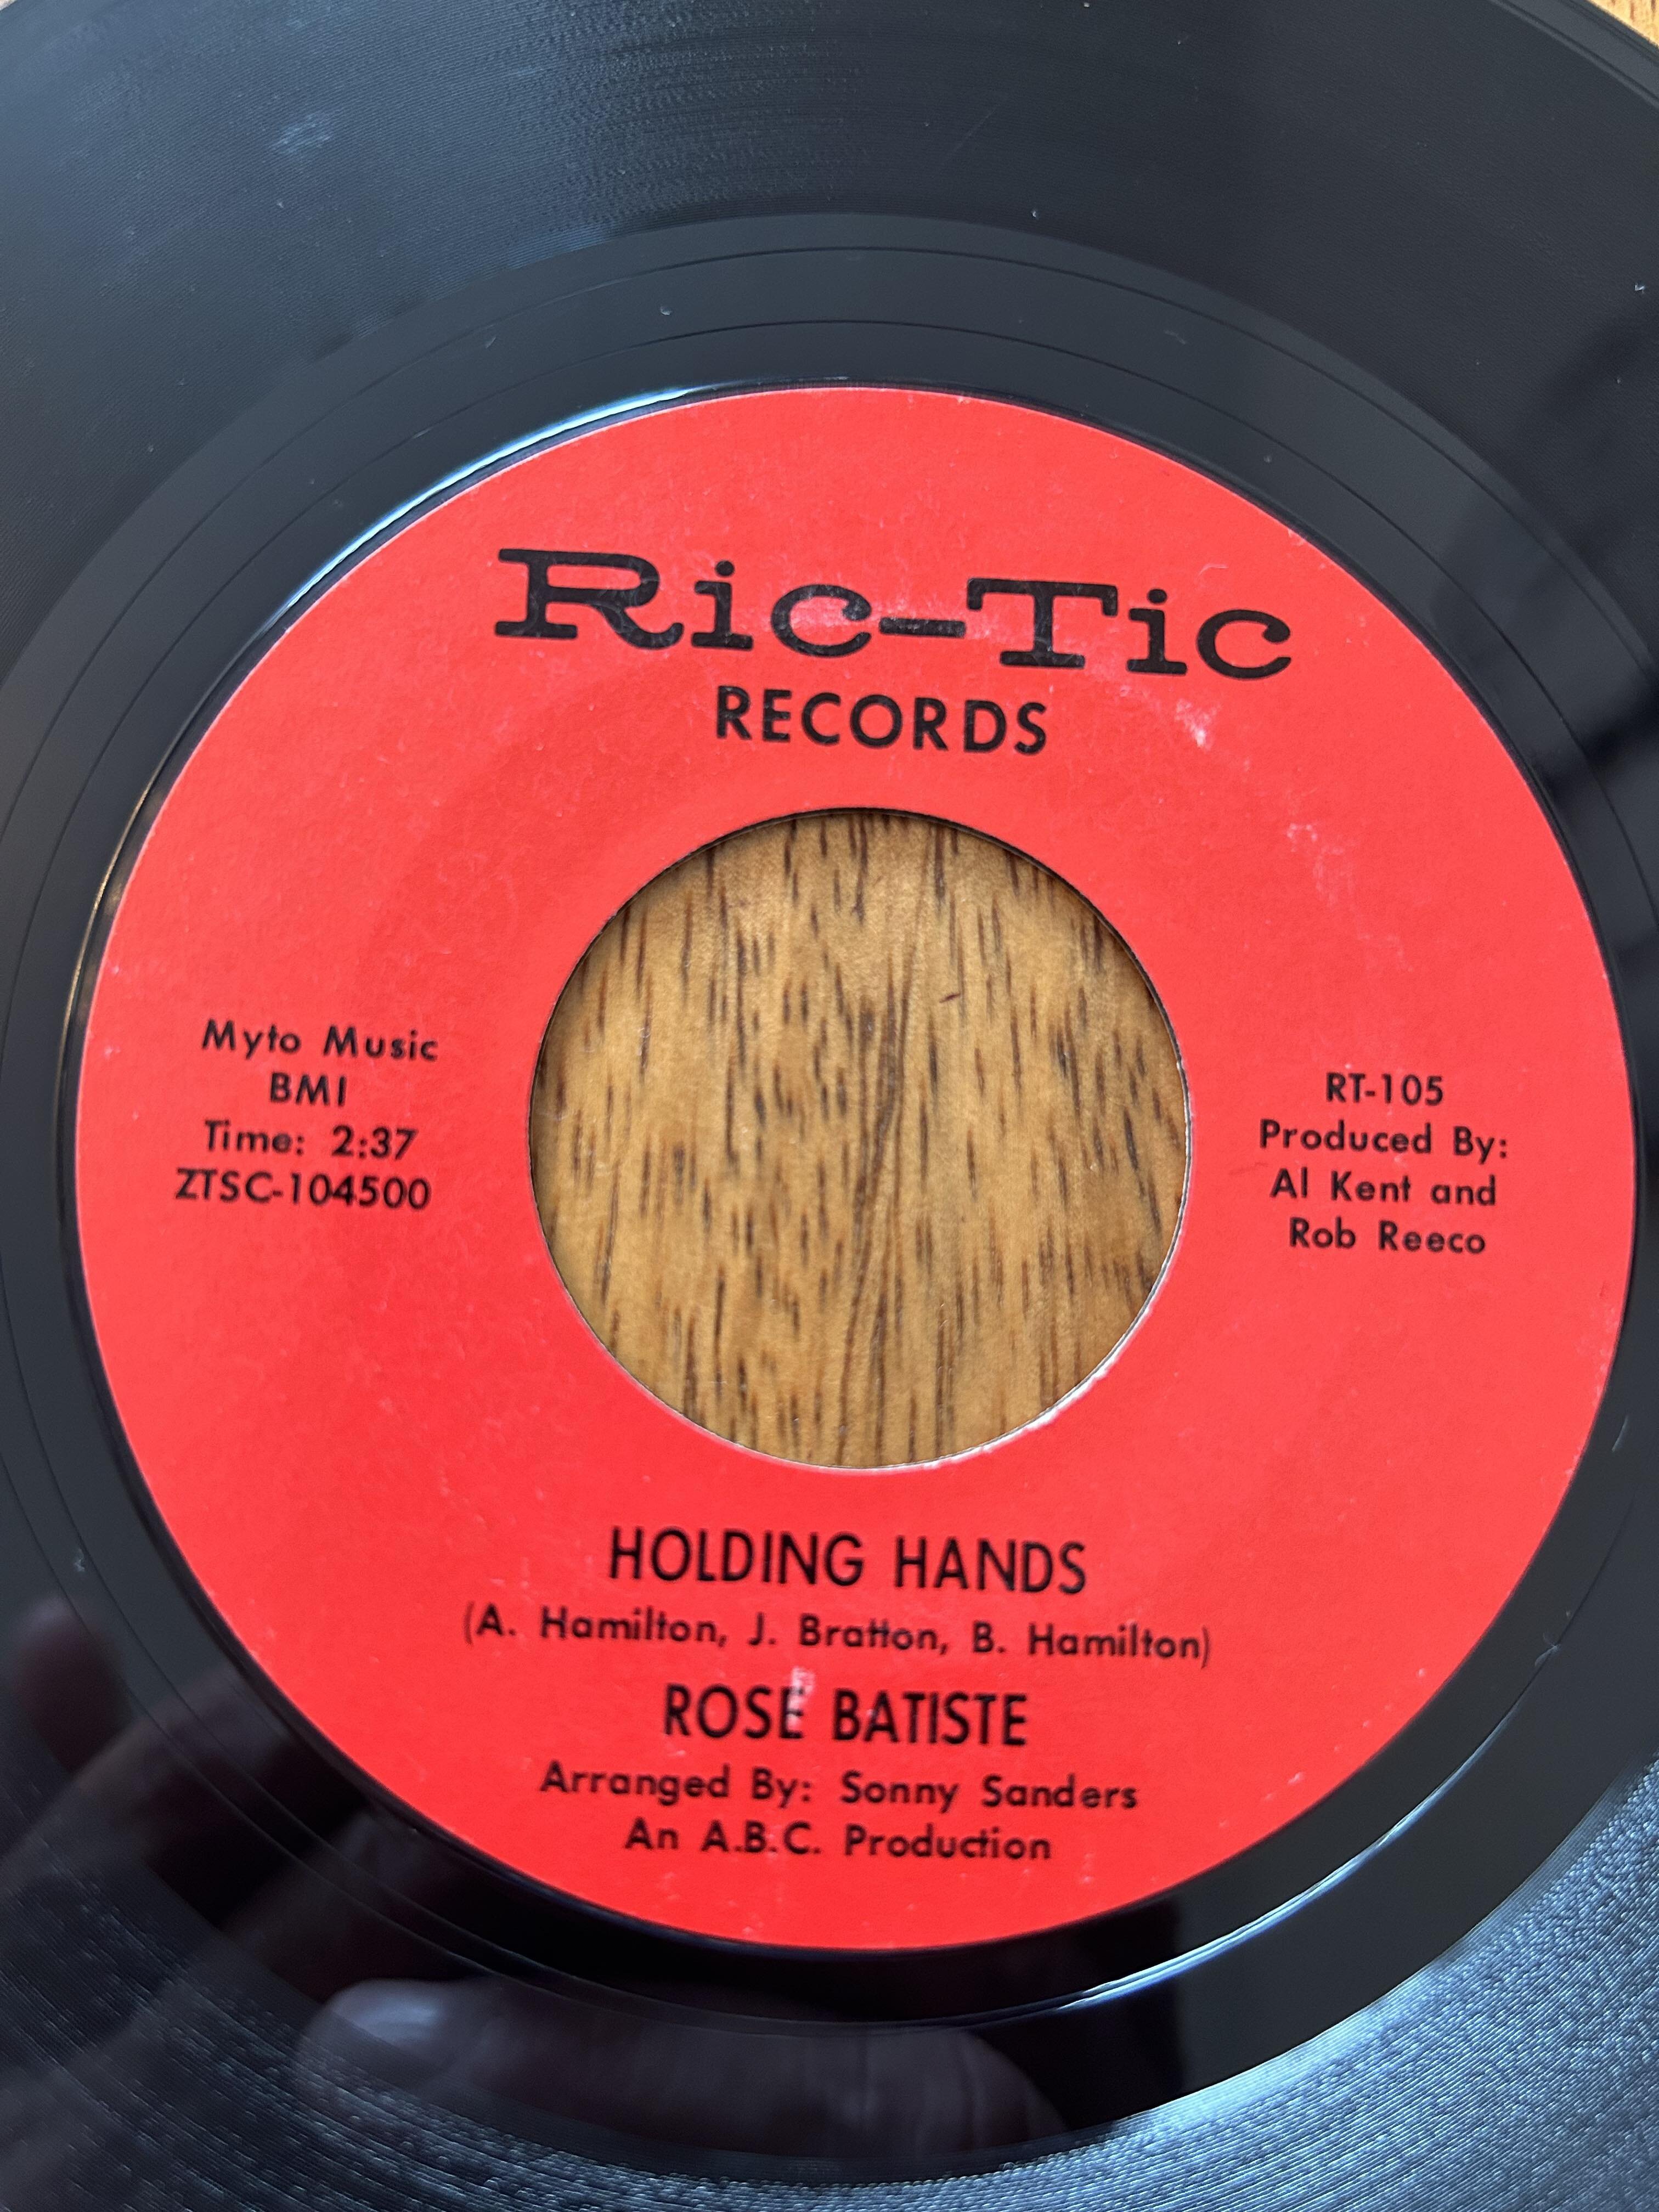 Ric-Tic
RECORDS
Myto Music
BMI
Time: 2:37
ZTSC-104500
RT-105
Produced By:
Al Kent and
Rob Reeco
HOLDING HANDS
(A. Hamilton, J. Bratton, B. Hamilton)
ROSE BATISTE
Arranged By: Sonny Sanders
An A.B.C. Production